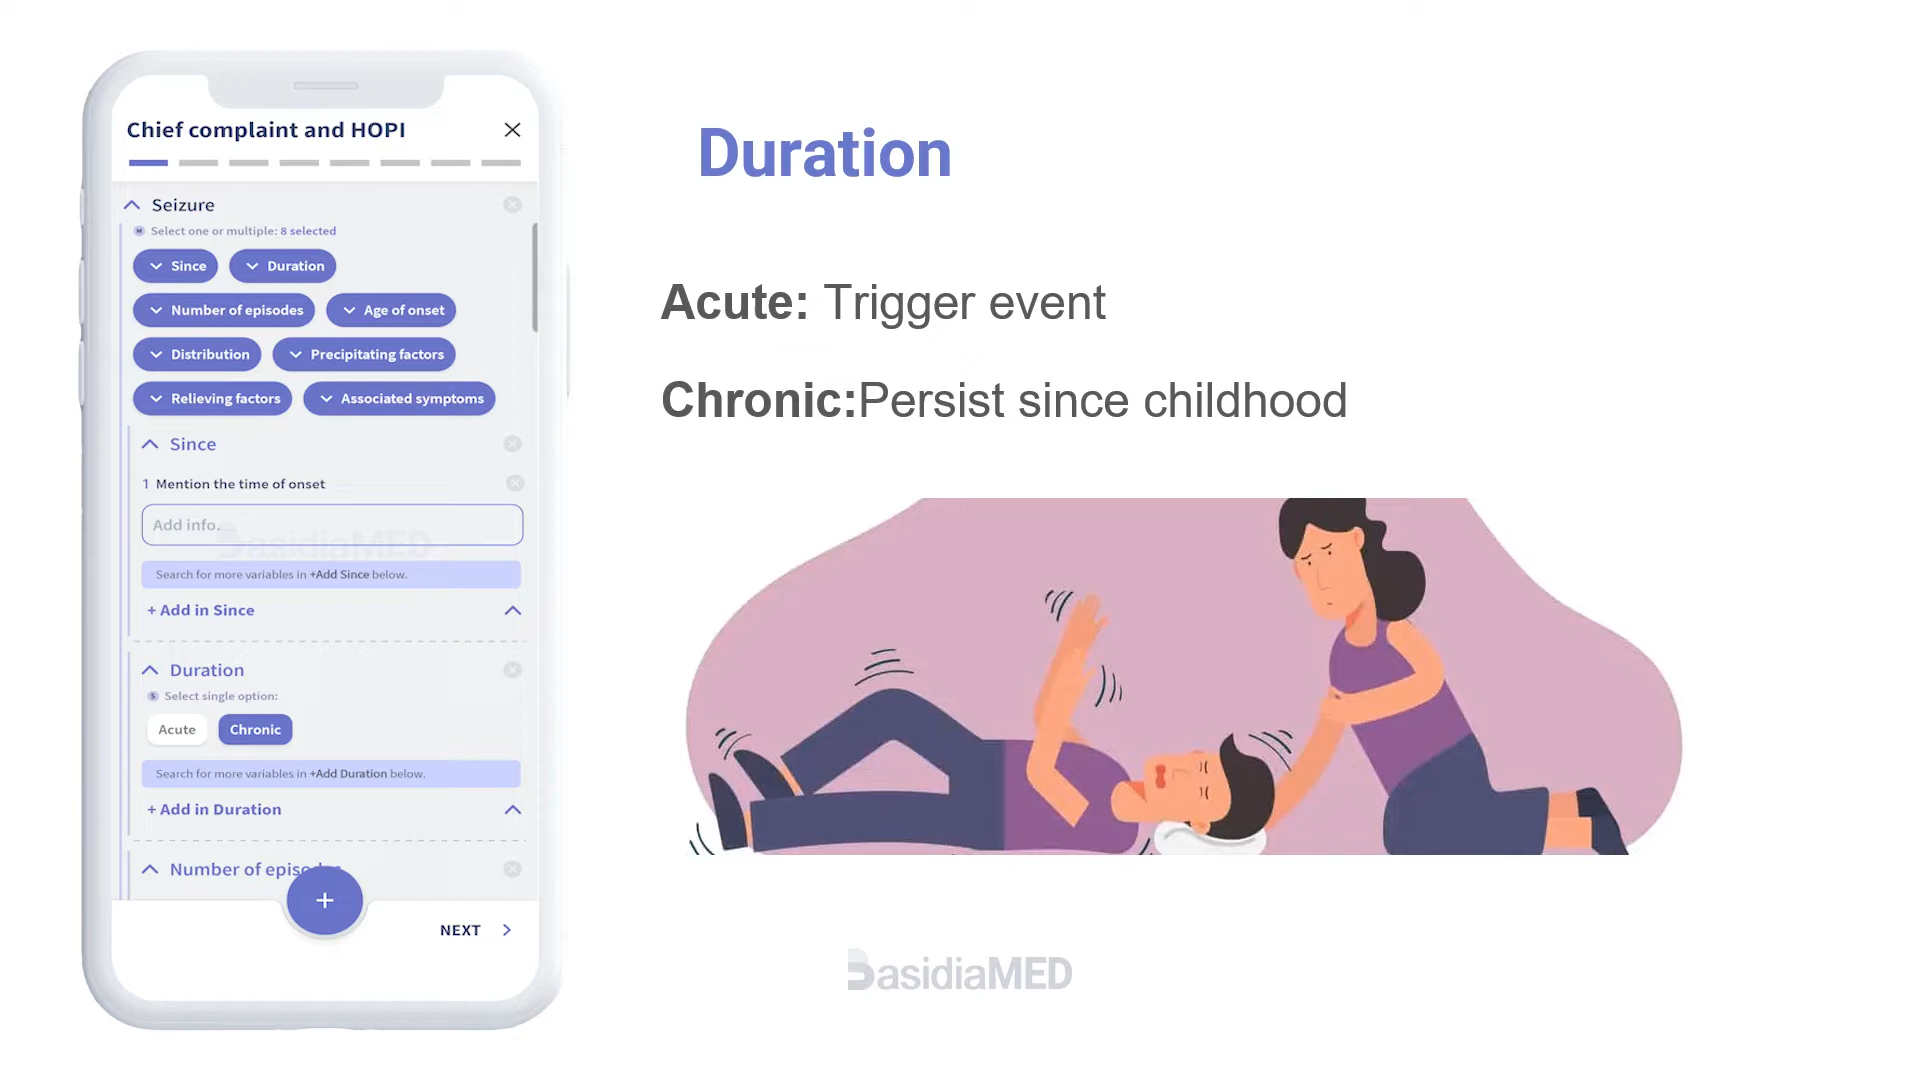 Chief complaint and HOPI
Seizure
M Select one or multiple: 8 selected
Since Duration
Number of episodes Age of onset
Distribution Precipitating factors
Relieving factors Associated symptoms
Since
1 Mention the time of onset
Add info.
BasidiaMED
Search for more variables in +Add Since below.
+ Add in Since
Duration
S Select single option:
Acute Chronic
Search for more variables in +Add Duration below.
+ Add in Duration
Number of
+
NEXT
Duration
Acute: Trigger event
Chronic:Persist since childhood
BasidiaMED